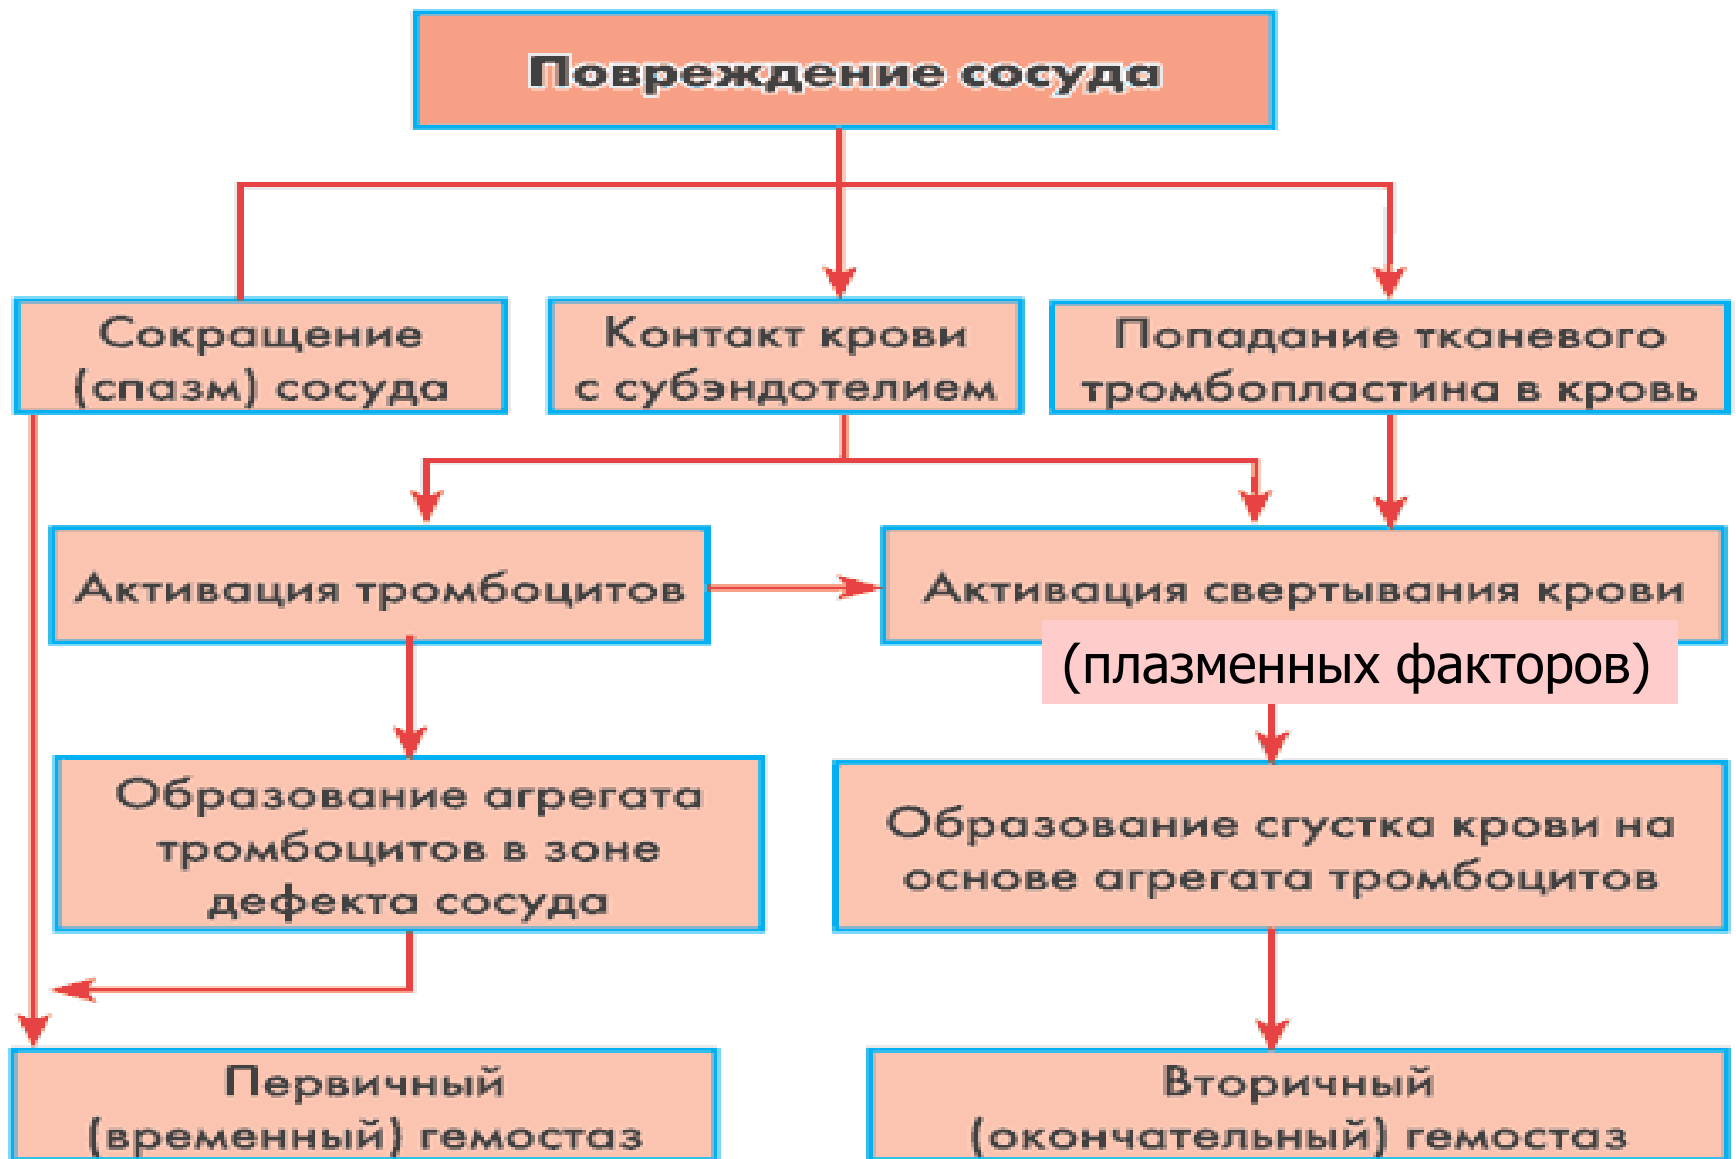 Повреждение сосуда
Сокращение
(спазм) сосуда
Контакт крови
с субэндотелием
Попадание тканевого
тромбопластина в кровь
Активация тромбоцитов
Активация свертывания крови
(плазменных факторов)
Образование агрегата
тромбоцитов в зоне
дефекта сосуда
Образование сгустка крови на
основе агрегата тромбоцитов
Первичный
(временный) гемостаз
Вторичный
(окончательный) гемостаз